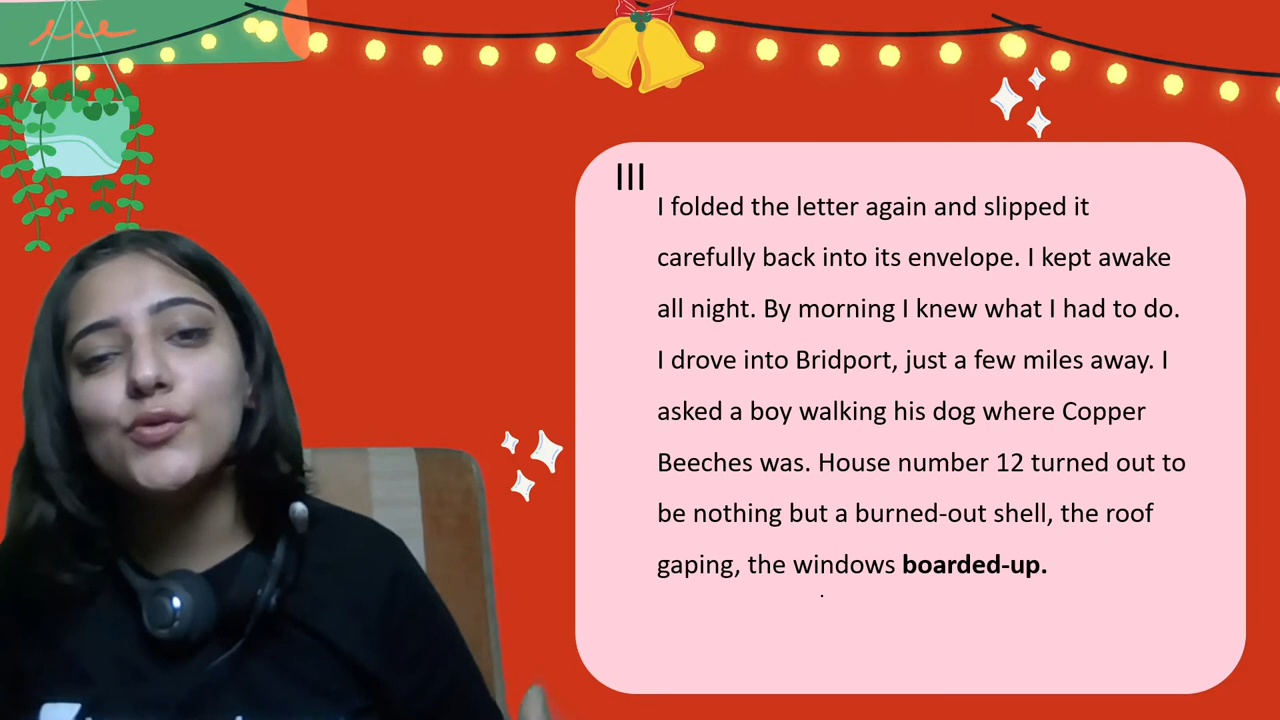 III
I folded the letter again and slipped it
carefully back into its envelope. I kept awake
all night. By morning I knew what I had to do.
I drove into Bridport, just a few miles away. I
asked a boy walking his dog where Copper
Beeches was. House number 12 turned out to
be nothing but a burned-out shell, the roof
gaping, the windows boarded-up.
.